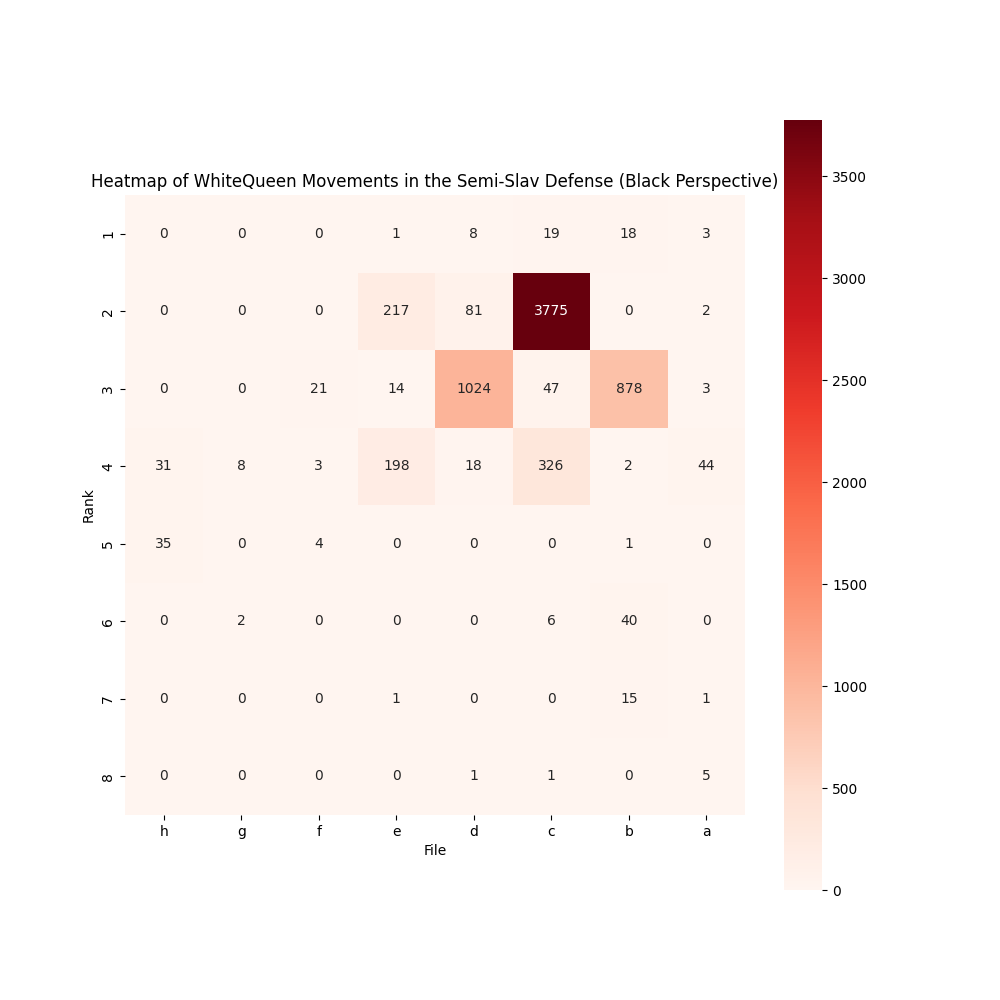 Heatmap of WhiteQueen Movements in the Semi-Slav Defense (Black Perspective)
1 0 0 0 1 8 19 18 3
2 0 0 0 217 81 3775 0 2
3 0 0 21 14 1024 47 878 3
4 31 8 3 198 18 326 2 44
5 35 0 4 0 0 0 1 0
6 0 2 0 0 0 6 40 0
7 0 0 0 1 0 0 15 1
8 0 0 0 0 1 1 0 5
h g f e d c b a
Rank
File
3500
3000
2500
2000
1500
1000
500
0